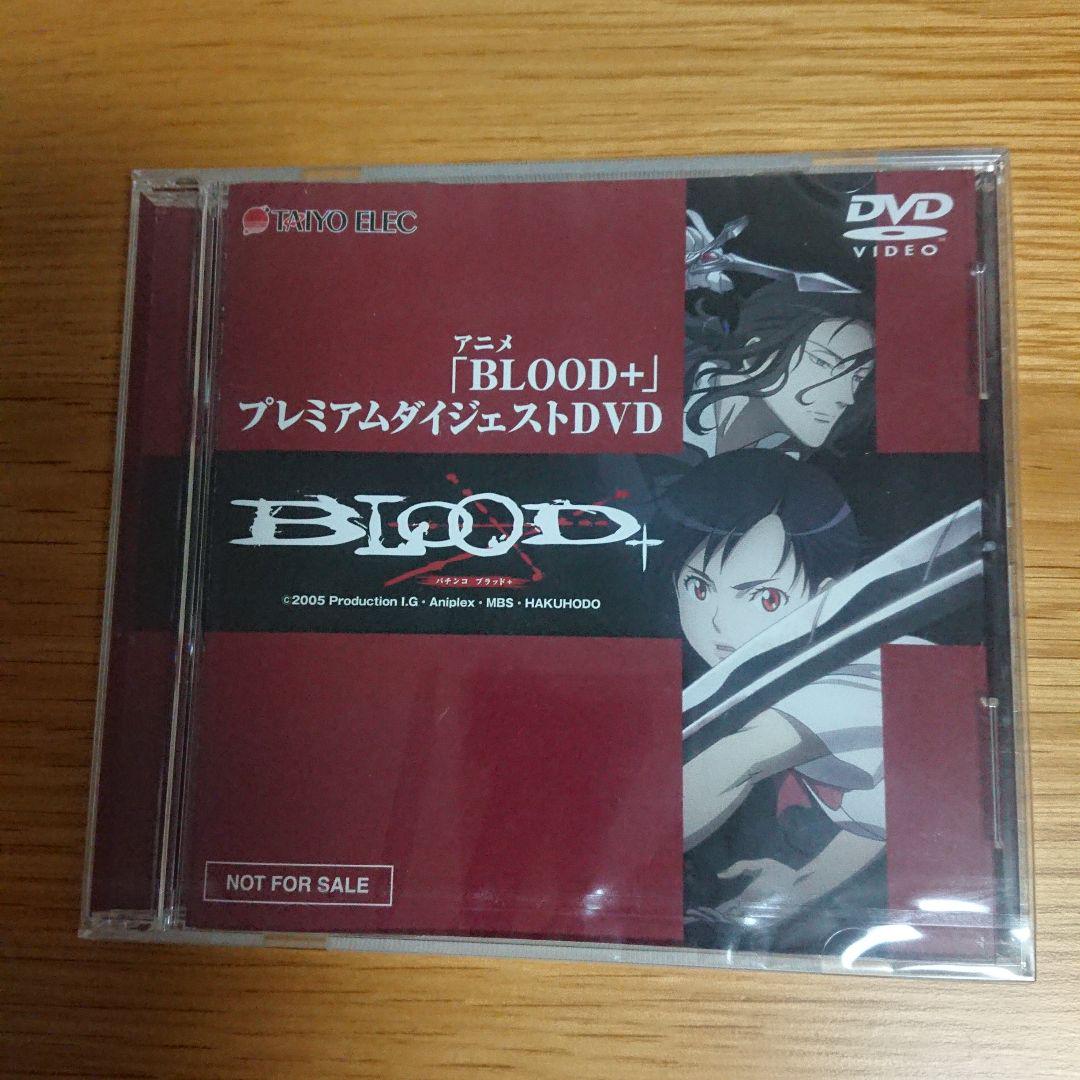 TAIYO ELEC
DVD
VIDEO
アニメ
「BLOOD+」
プレミアムダイジェストDVD
BLOOD+
パチンコ ブラッド+
©2005 Production I.G・Aniplex・MBS・HAKUHODO
NOT FOR SALE